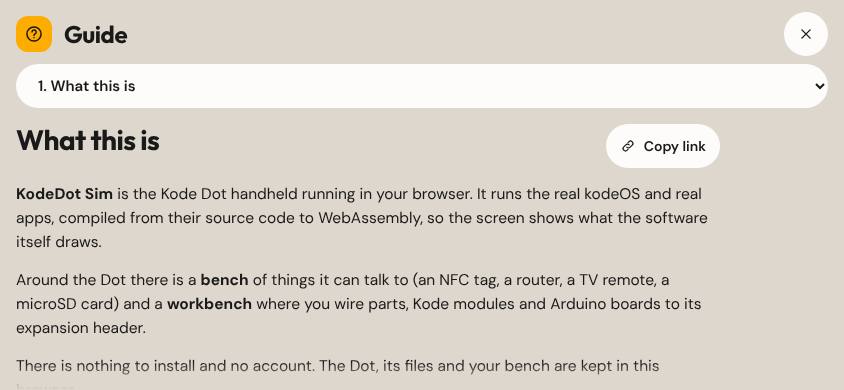 Guide
1. What this is
What this is
Copy link
KodeDot Sim is the Kode Dot handheld running in your browser. It runs the real kodeOS and real
apps, compiled from their source code to WebAssembly, so the screen shows what the software
itself draws.
Around the Dot there is a bench of things it can talk to (an NFC tag, a router, a TV remote, a
microSD card) and a workbench where you wire parts, Kode modules and Arduino boards to its
expansion header.
There is nothing to install and no account. The Dot, its files and your bench are kept in this